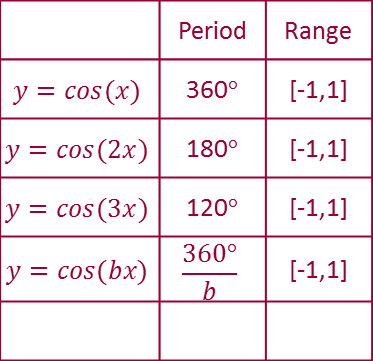 Period Range
y = cos(x) 360° [-1,1]
y = cos(2x) 180° [-1,1]
y = cos(3x) 120° [-1,1]
y = cos(bx) 360°/b [-1,1]